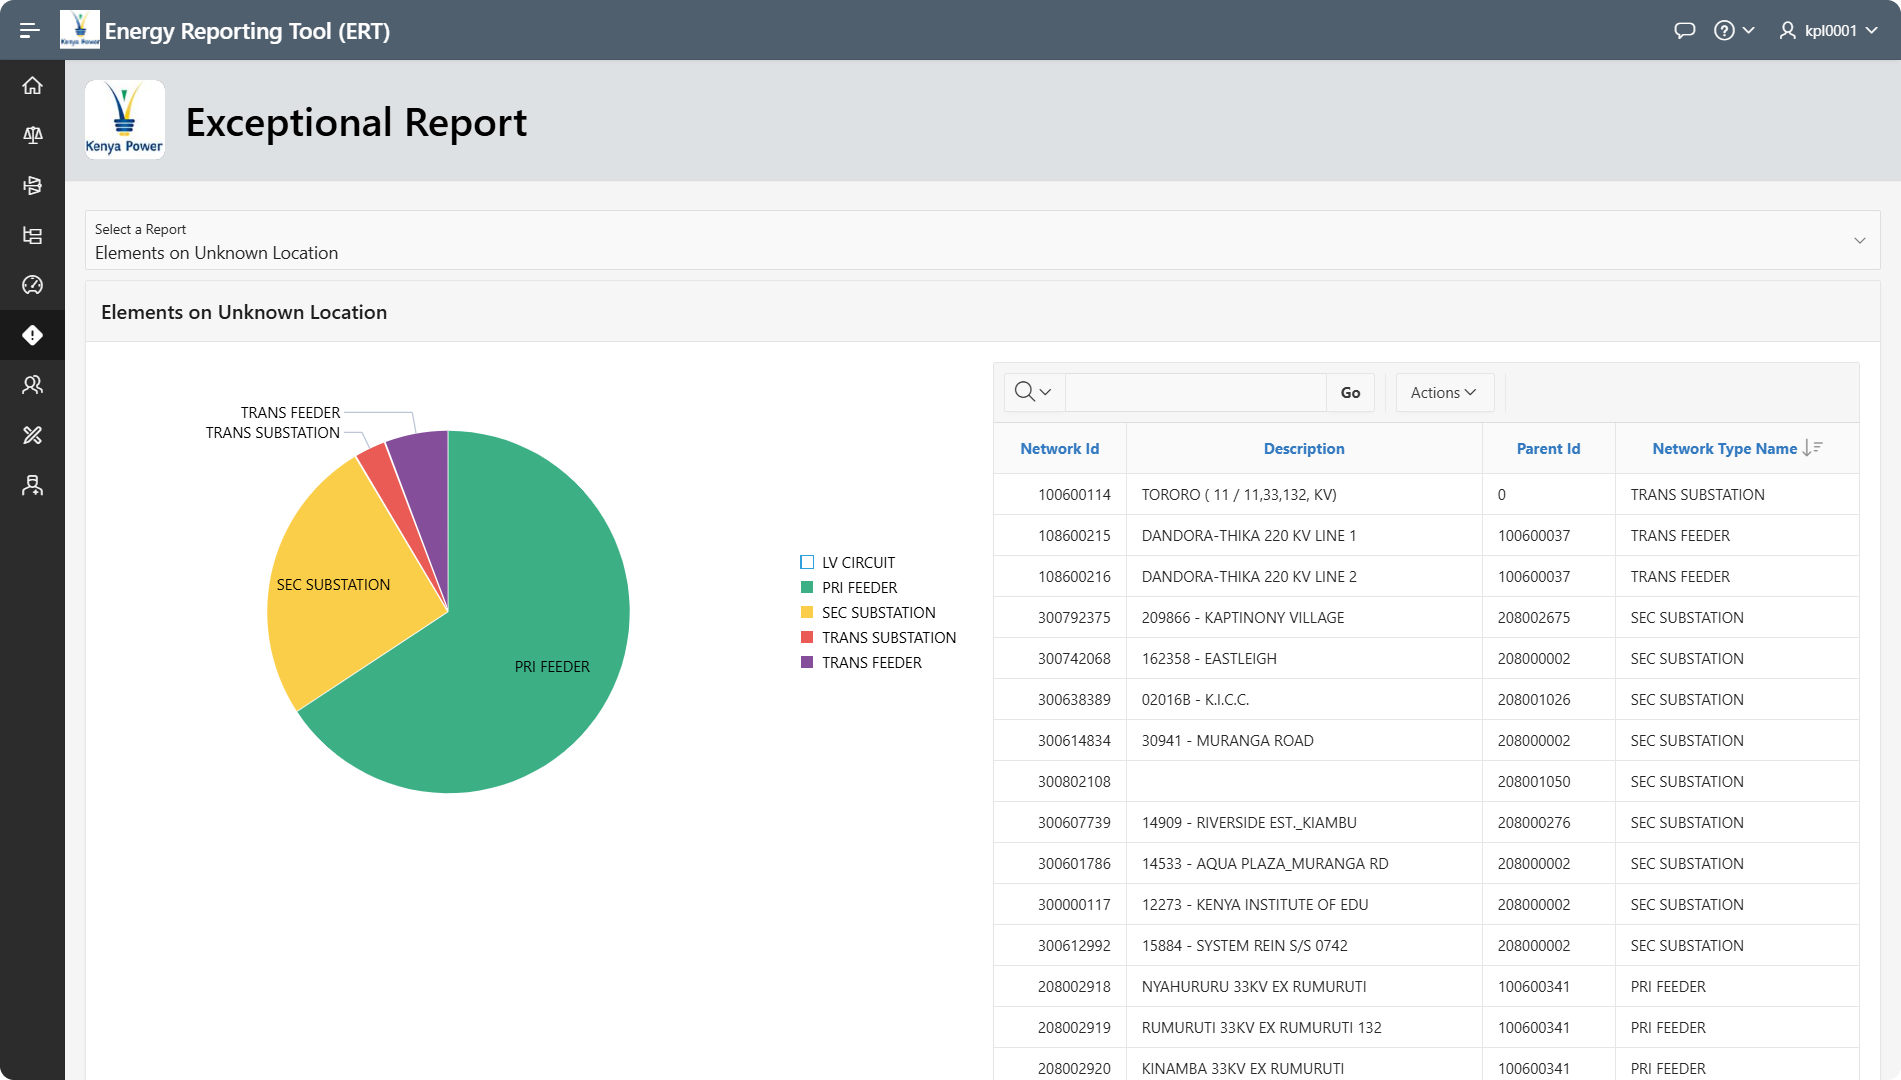 Kenya Power Energy Reporting Tool (ERT)
kpl0001
Kenya Power
Exceptional Report
Select a Report
Elements on Unknown Location
Elements on Unknown Location
TRANS FEEDER
TRANS SUBSTATION
SEC SUBSTATION
PRI FEEDER
LV CIRCUIT
PRI FEEDER
SEC SUBSTATION
TRANS SUBSTATION
TRANS FEEDER
Go Actions
Network Id Description Parent Id Network Type Name
100600114 TORORO ( 11 / 11,33,132, KV) 0 TRANS SUBSTATION
108600215 DANDORA-THIKA 220 KV LINE 1 100600037 TRANS FEEDER
108600216 DANDORA-THIKA 220 KV LINE 2 100600037 TRANS FEEDER
300792375 209866 - KAPTINONY VILLAGE 208002675 SEC SUBSTATION
300742068 162358 - EASTLEIGH 208000002 SEC SUBSTATION
300638389 02016B - K.I.C.C. 208001026 SEC SUBSTATION
300614834 30941 - MURANGA ROAD 208000002 SEC SUBSTATION
300802108 208001050 SEC SUBSTATION
300607739 14909 - RIVERSIDE EST._KIAMBU 208000276 SEC SUBSTATION
300601786 14533 - AQUA PLAZA_MURANGA RD 208000002 SEC SUBSTATION
300000117 12273 - KENYA INSTITUTE OF EDU 208000002 SEC SUBSTATION
300612992 15884 - SYSTEM REIN S/S 0742 208000002 SEC SUBSTATION
208002918 NYAHURURU 33KV EX RUMURUTI 100600341 PRI FEEDER
208002919 RUMURUTI 33KV EX RUMURUTI 132 100600341 PRI FEEDER
208002920 KINAMBA 33KV EX RUMURUTI 100600341 PRI FEEDER